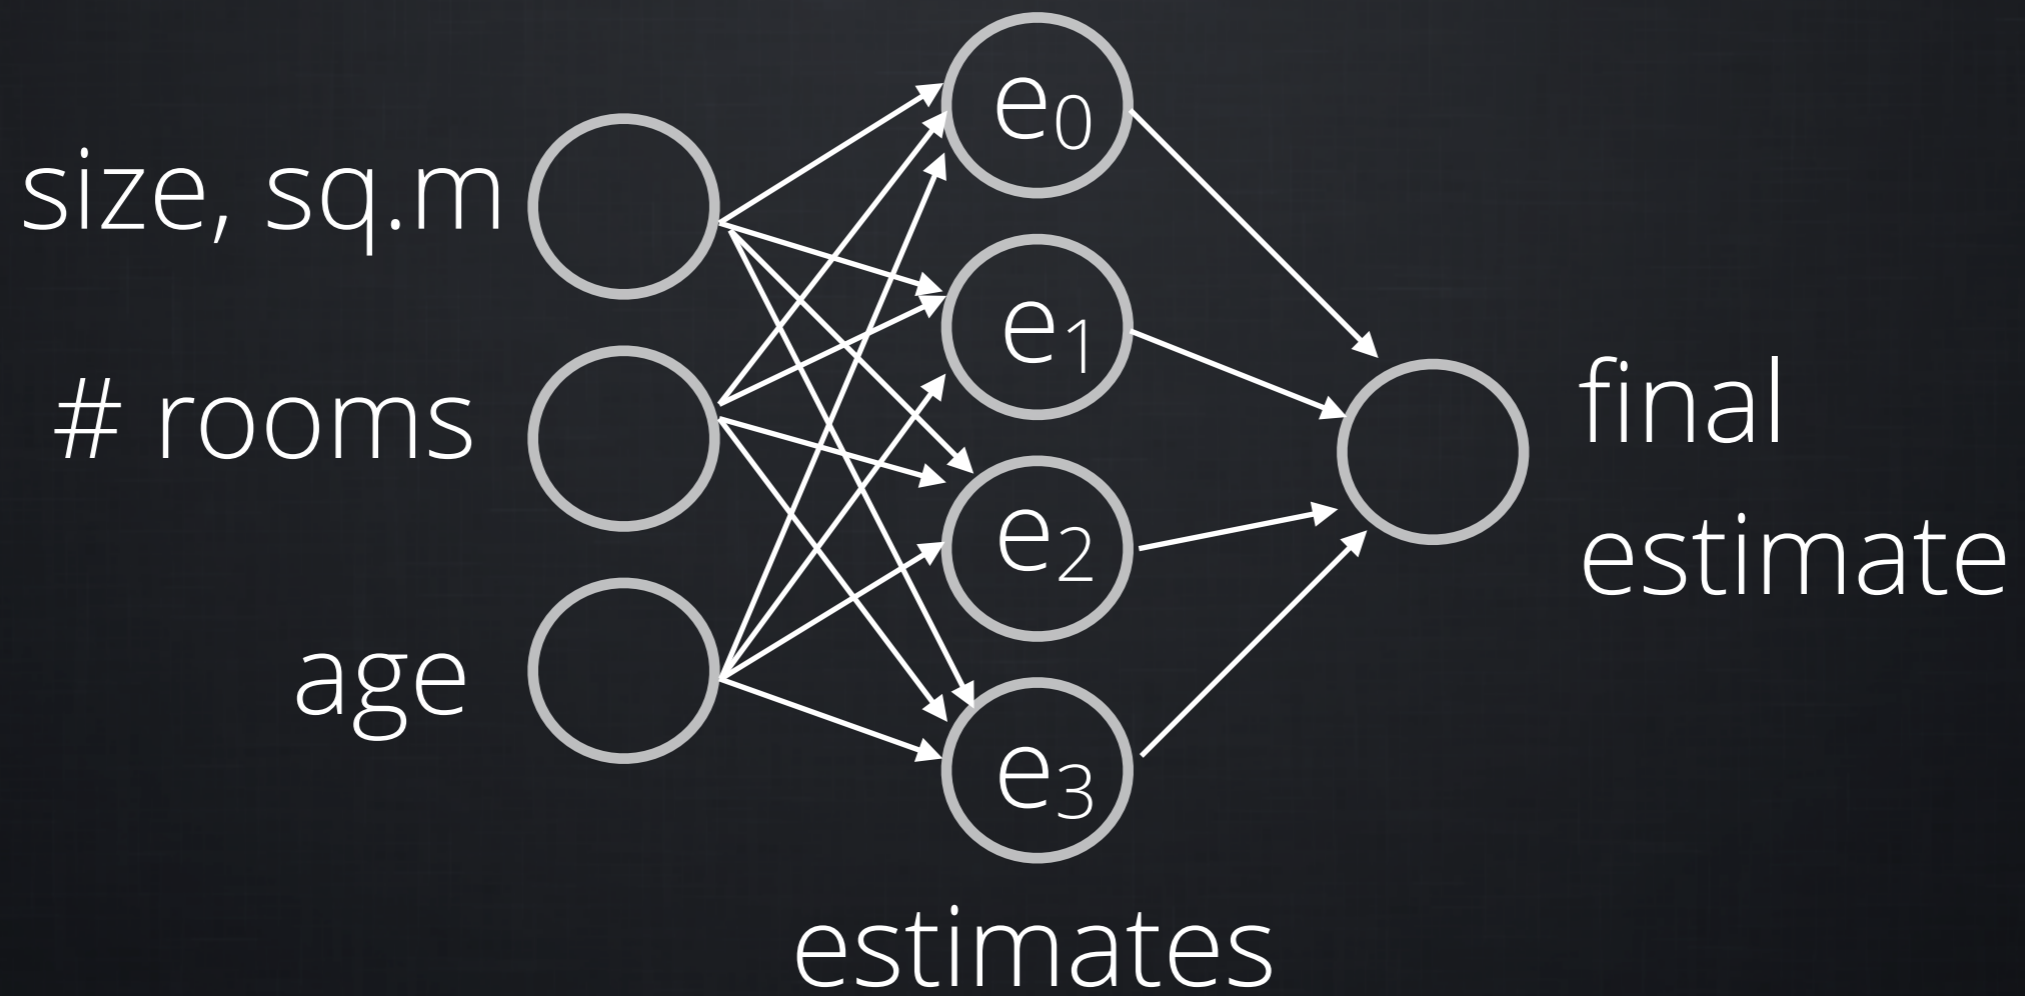 size, sq.m
# rooms
age
e0
e1
e2
e3
estimates
final
estimate